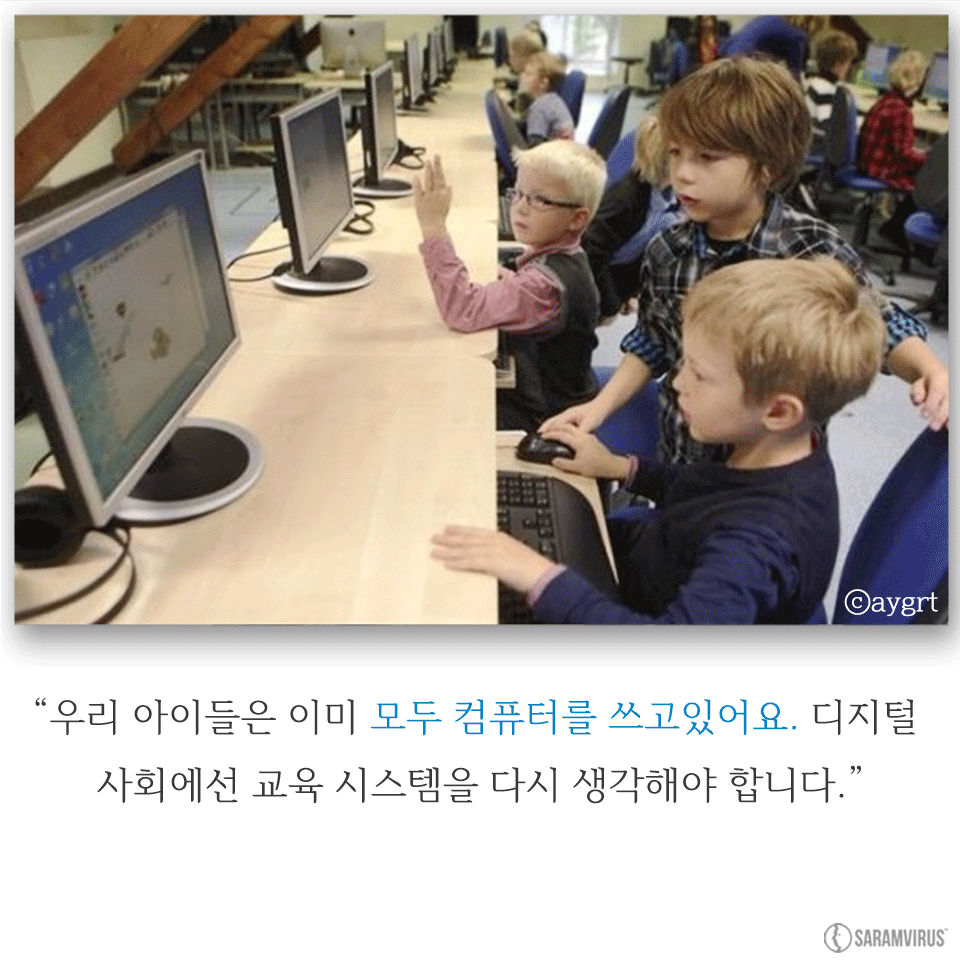 ©aygrt
“우리 아이들은 이미 모두 컴퓨터를 쓰고있어요. 디지털
사회에선 교육 시스템을 다시 생각해야 합니다.”
SARAMVIRUS™